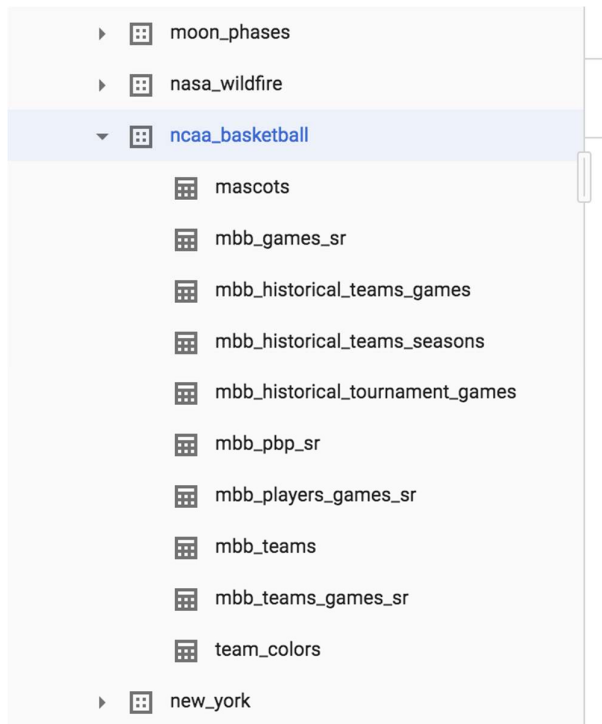 moon_phases
nasa_wildfire
ncaa_basketball
mascots
mbb_games_sr
mbb_historical_teams_games
mbb_historical_teams_seasons
mbb_historical_tournament_games
mbb_pbp_sr
mbb_players_games_sr
mbb_teams
mbb_teams_games_sr
team_colors
new_york